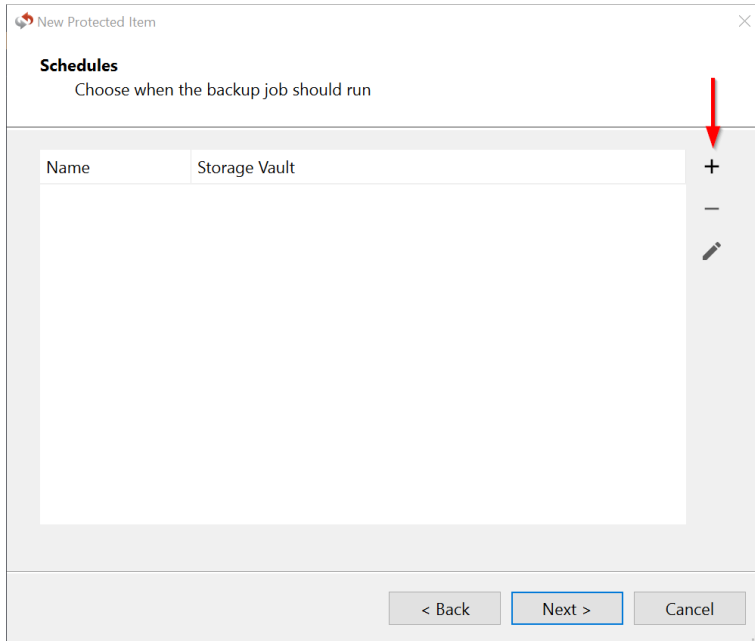 New Protected Item
Schedules
Choose when the backup job should run
Name Storage Vault
< Back Next > Cancel